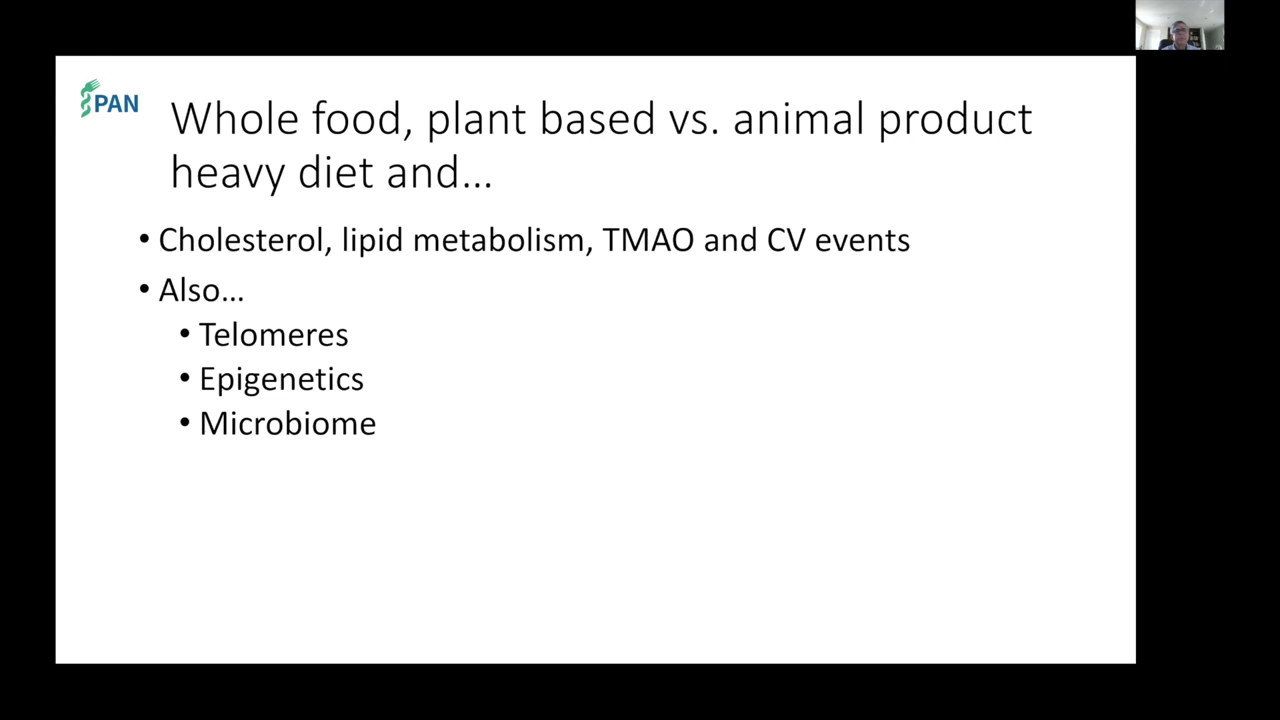 PAN
Whole food, plant based vs. animal product
heavy diet and...
• Cholesterol, lipid metabolism, TMAO and CV events
• Also...
• Telomeres
• Epigenetics
• Microbiome